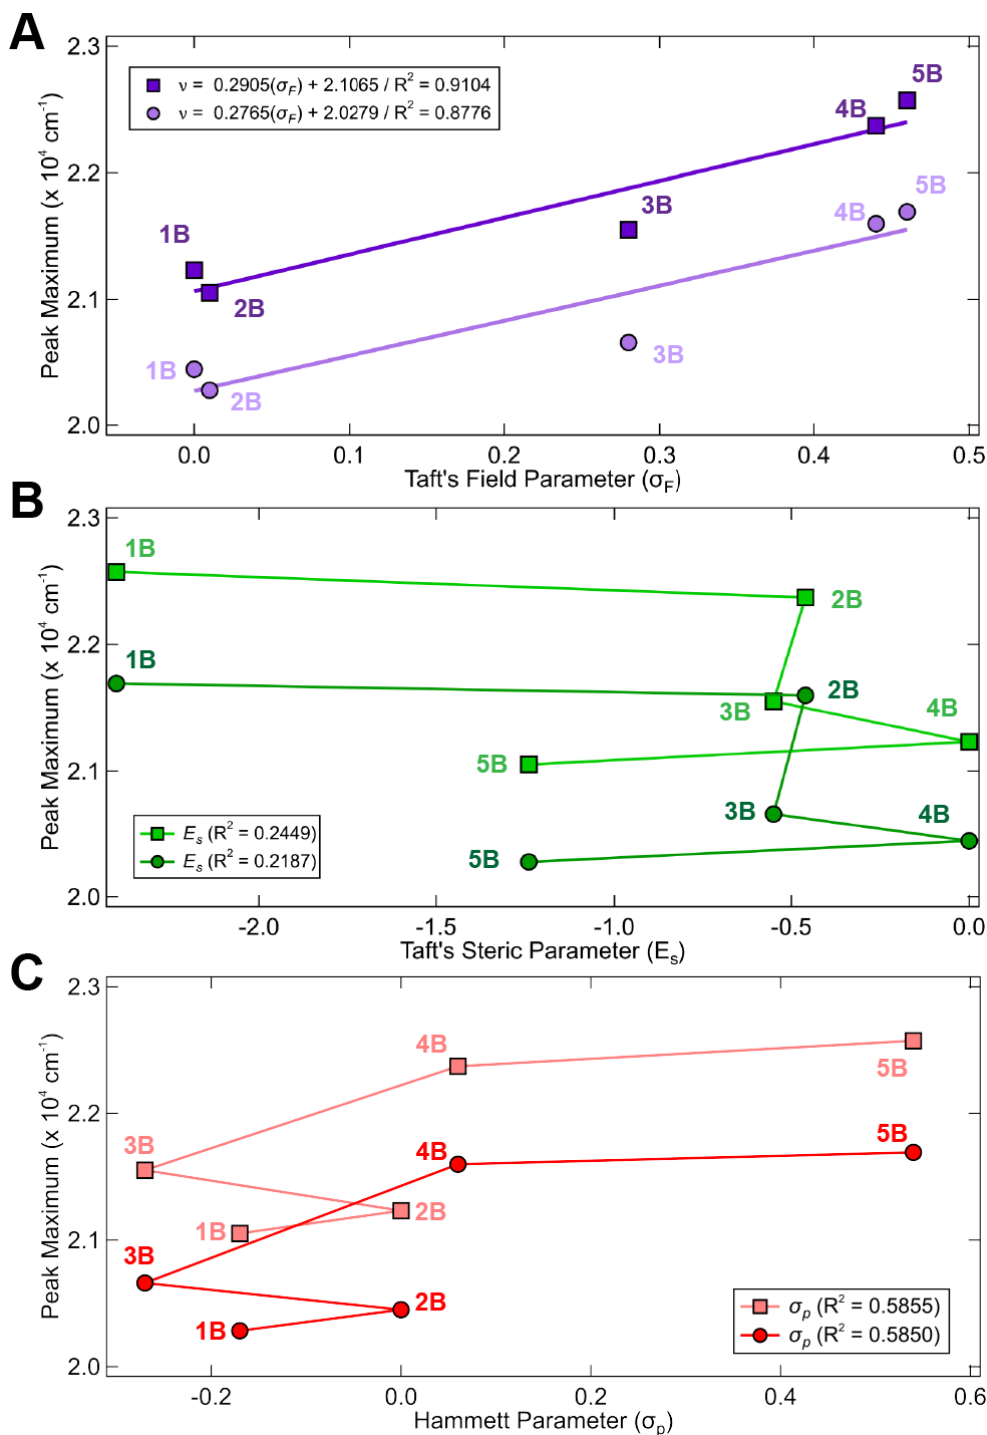 A
2.3
2.2
2.1
2.0
Peak Maximum (x 10⁴ cm⁻¹)
ν = 0.2905(σF) + 2.1065 / R² = 0.9104
ν = 0.2765(σF) + 2.0279 / R² = 0.8776
5B
4B
5B
3B
4B
1B
2B
3B
1B
2B
0.0 0.1 0.2 0.3 0.4 0.5
Taft's Field Parameter (σF)
B
2.3
2.2
2.1
2.0
Peak Maximum (x 10⁴ cm⁻¹)
1B
2B
1B
2B
3B
4B
5B
3B
4B
5B
Es (R² = 0.2449)
Es (R² = 0.2187)
-2.0 -1.5 -1.0 -0.5 0.0
Taft's Steric Parameter (Es)
C
2.3
2.2
2.1
2.0
Peak Maximum (x 10⁴ cm⁻¹)
4B
5B
3B
4B
5B
1B
2B
3B
2B
1B
σp (R² = 0.5855)
σp (R² = 0.5850)
-0.2 0.0 0.2 0.4 0.6
Hammett Parameter (σp)